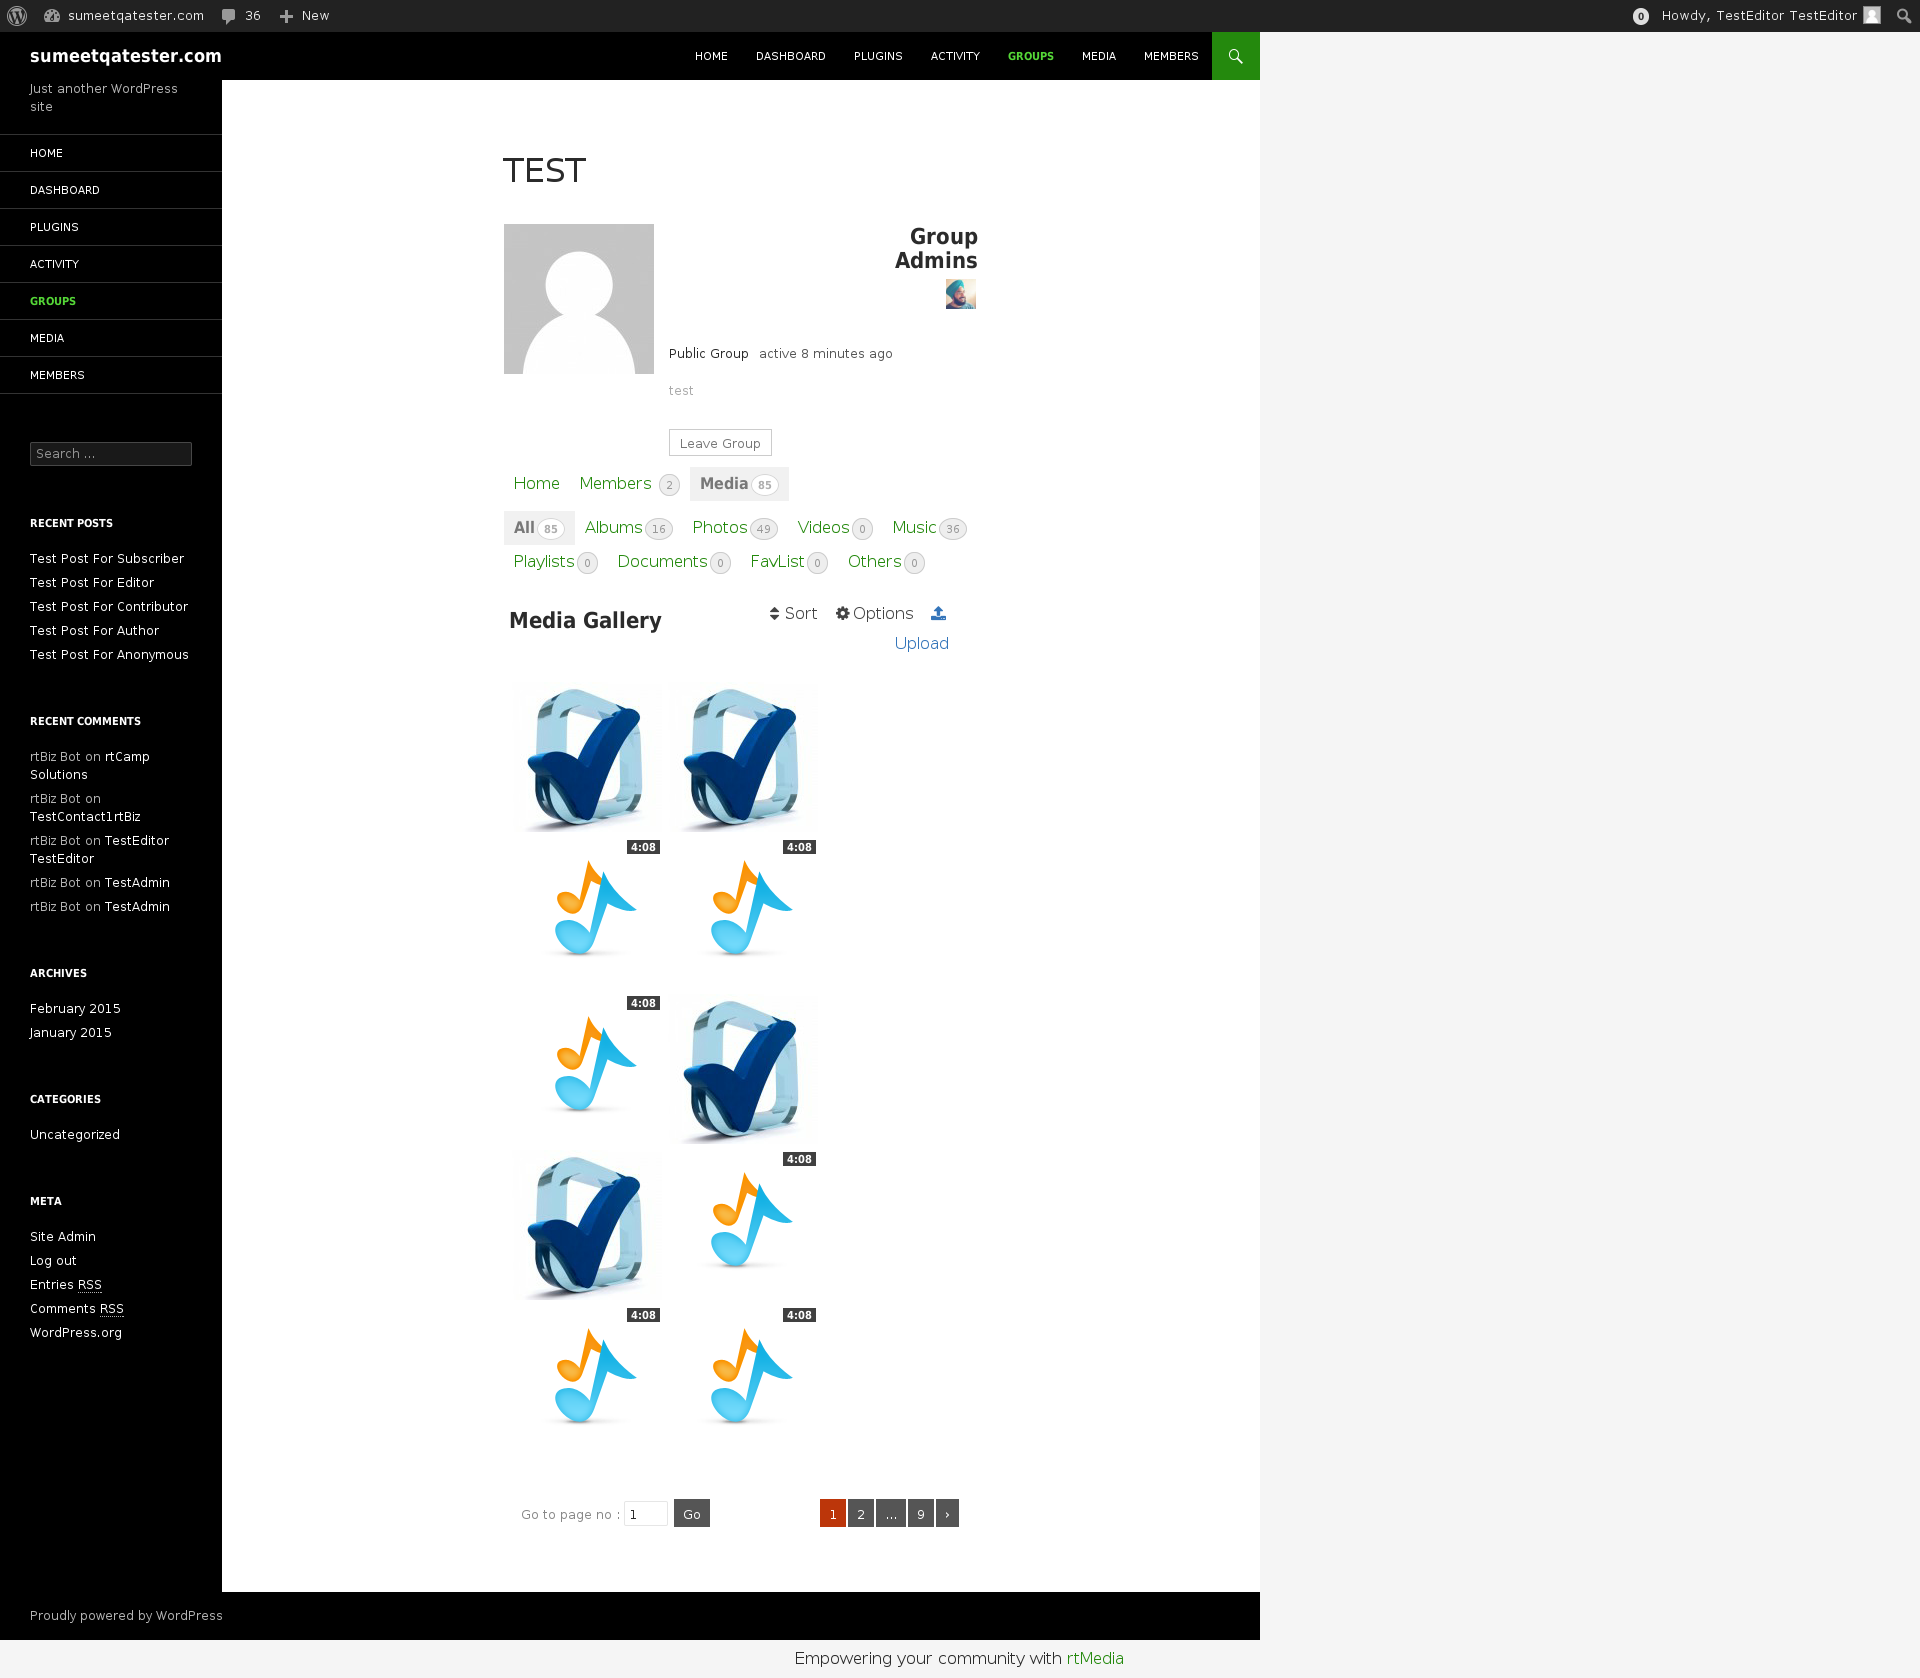 sumeetqatester.com 36 New 0 Howdy, TestEditor TestEditor
sumeetqatester.com HOME DASHBOARD PLUGINS ACTIVITY GROUPS MEDIA MEMBERS
Just another WordPress
site
HOME
DASHBOARD
PLUGINS
ACTIVITY
GROUPS
MEDIA
MEMBERS
Search ...
RECENT POSTS
Test Post For Subscriber
Test Post For Editor
Test Post For Contributor
Test Post For Author
Test Post For Anonymous
RECENT COMMENTS
rtBiz Bot on rtCamp
Solutions
rtBiz Bot on
TestContact1rtBiz
rtBiz Bot on TestEditor
TestEditor
rtBiz Bot on TestAdmin
rtBiz Bot on TestAdmin
ARCHIVES
February 2015
January 2015
CATEGORIES
Uncategorized
META
Site Admin
Log out
Entries RSS
Comments RSS
WordPress.org
TEST
Group
Admins
Public Group active 8 minutes ago
test
Leave Group
Home Members 2 Media 85
All 85 Albums 16 Photos 49 Videos 0 Music 36
Playlists 0 Documents 0 FavList 0 Others 0
Media Gallery Sort Options
Upload
4:08 4:08
4:08
4:08
4:08 4:08
Go to page no : 1 Go 1 2 ... 9 ›
Proudly powered by WordPress
Empowering your community with rtMedia